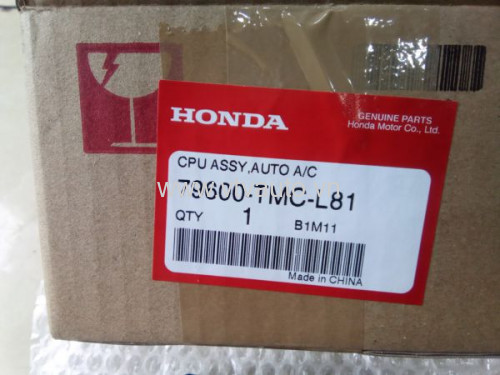 HONDA
GENUINE PARTS
Honda Motor Co., Ltd.
CPU ASSY,AUTO A/C
79600-TMC-L81
QTY 1 B1M11
Made in CHINA